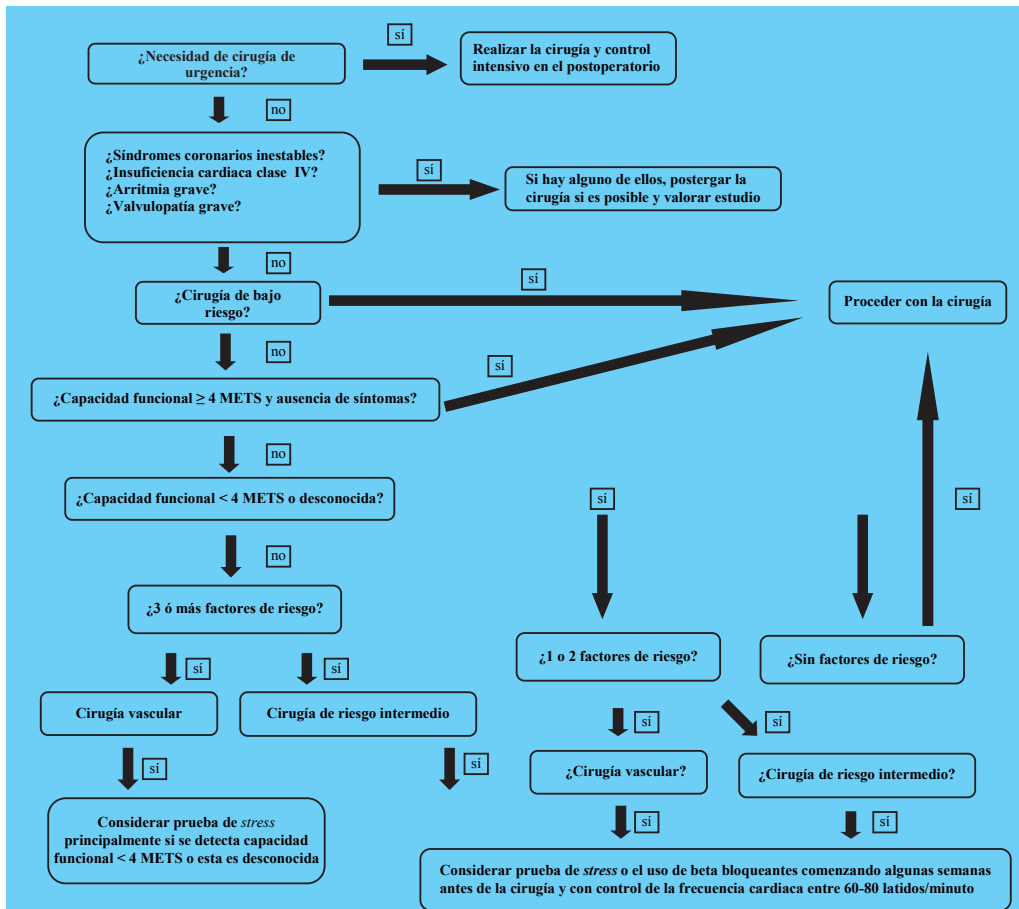 sí
¿Necesidad de cirugía de
urgencia?
Realizar la cirugía y control
intensivo en el postoperatorio
no
¿Síndromes coronarios inestables?
¿Insuficiencia cardiaca clase IV?
¿Arritmia grave?
¿Valvulopatía grave?
sí
Si hay alguno de ellos, postergar la
cirugía si es posible y valorar estudio
no
¿Cirugía de bajo
riesgo?
sí
Proceder con la cirugía
no
sí
¿Capacidad funcional ≥ 4 METS y ausencia de síntomas?
no
¿Capacidad funcional < 4 METS o desconocida?
sí
sí
no
¿3 ó más factores de riesgo?
¿1 o 2 factores de riesgo?
¿Sin factores de riesgo?
sí
sí
Cirugía vascular
Cirugía de riesgo intermedio
sí
sí
sí
sí
¿Cirugía vascular?
¿Cirugía de riesgo intermedio?
sí
sí
Considerar prueba de stress
principalmente si se detecta capacidad
funcional < 4 METS o esta es desconocida
Considerar prueba de stress o el uso de beta bloqueantes comenzando algunas semanas
antes de la cirugía y con control de la frecuencia cardiaca entre 60-80 latidos/minuto